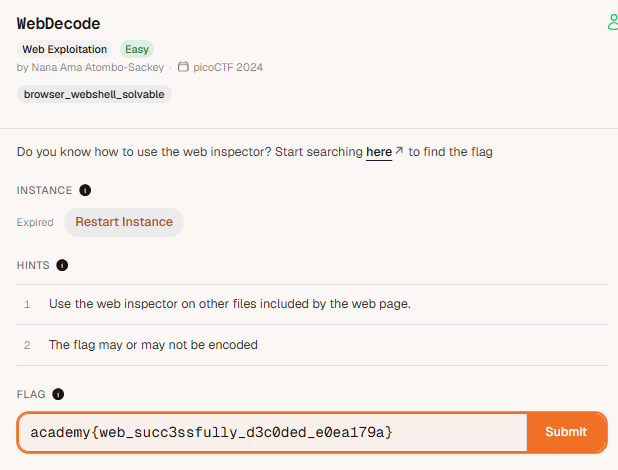 WebDecode
Web Exploitation Easy
by Nana Ama Atombo-Sackey · picoCTF 2024
browser_webshell_solvable
Do you know how to use the web inspector? Start searching here to find the flag
INSTANCE i
Expired Restart Instance
HINTS i
1 Use the web inspector on other files included by the web page.
2 The flag may or may not be encoded
FLAG i
academy{web_succ3ssfully_d3c0ded_e0ea179a} Submit